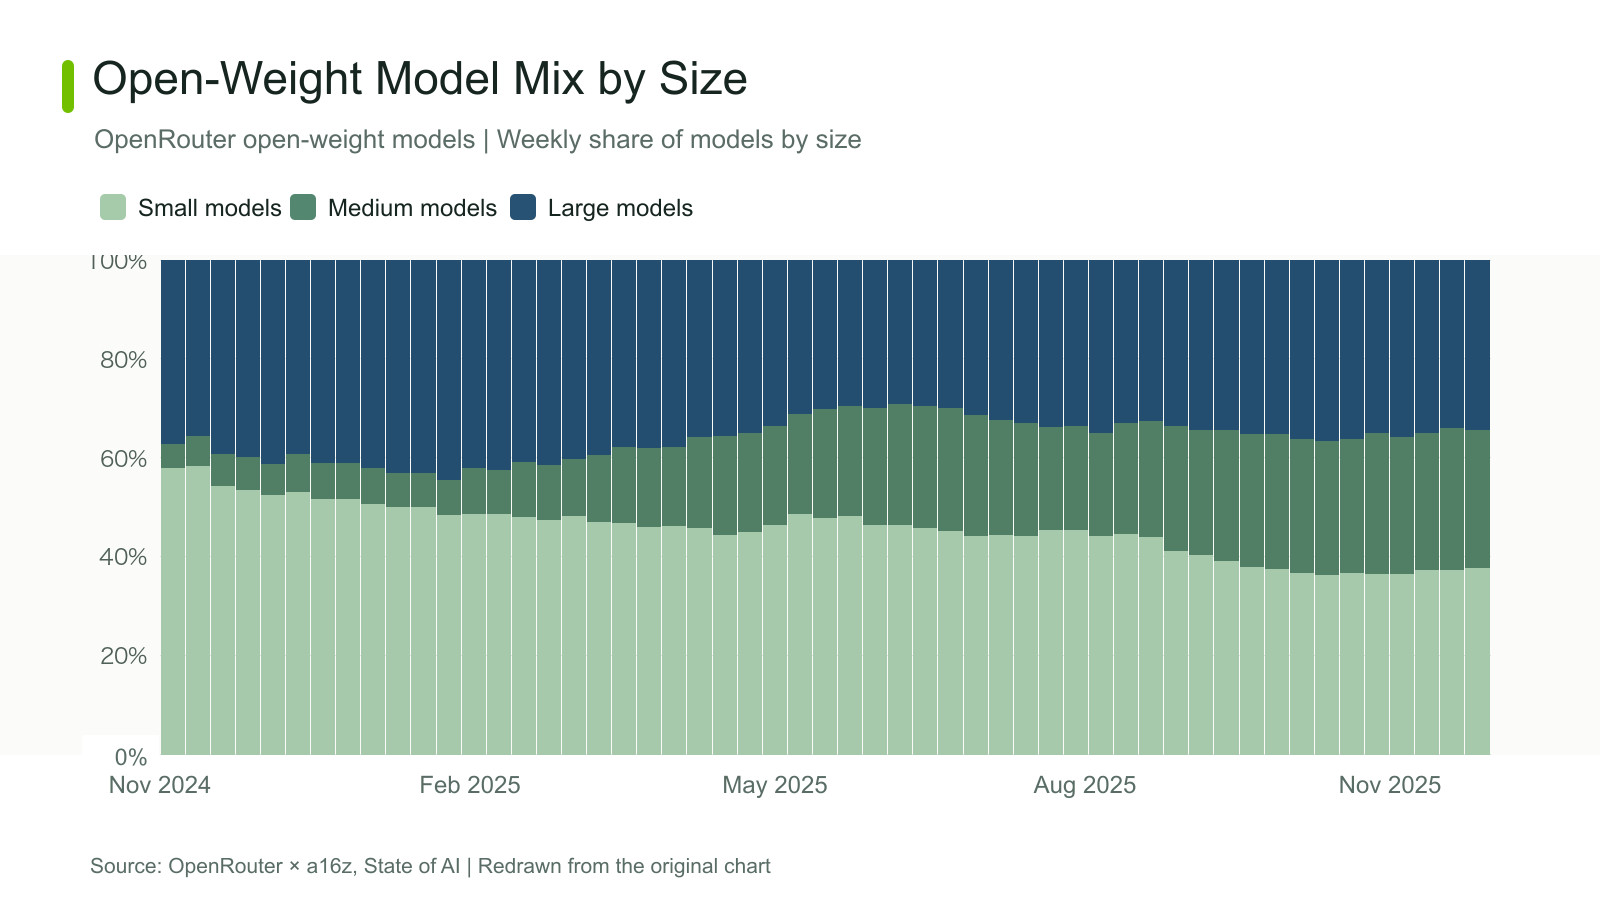 Open-Weight Model Mix by Size
OpenRouter open-weight models | Weekly share of models by size
Small models Medium models Large models
100%
80%
60%
40%
20%
0%
Nov 2024 Feb 2025 May 2025 Aug 2025 Nov 2025
Source: OpenRouter × a16z, State of AI | Redrawn from the original chart